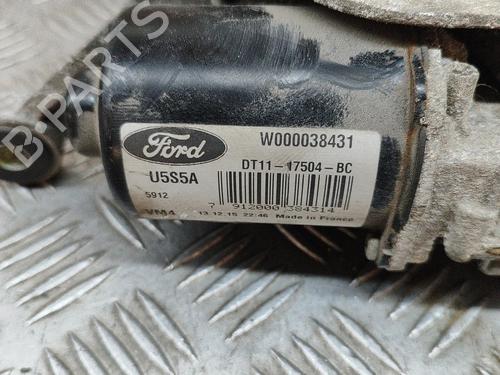 B-PARTS
Ford
W000038431
U5S5A
DT11-17504-BC
5912
7 912000 384314
VM4 13.12.15 22:46 Made in France